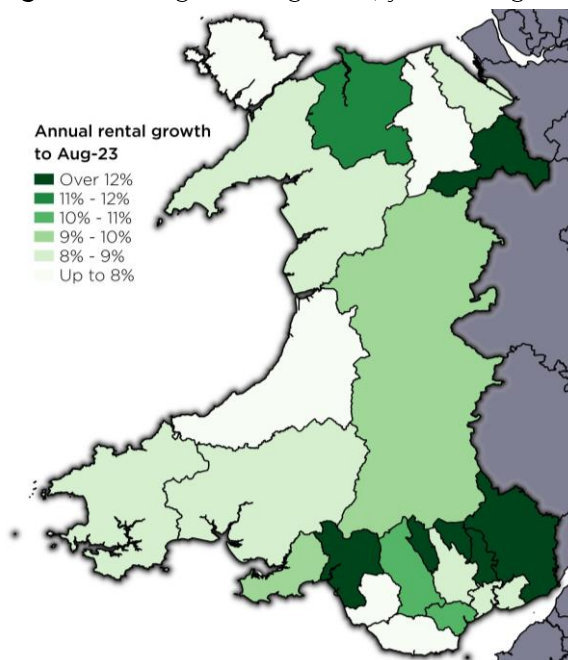 Annual rental growth
to Aug-23
Over 12%
11% - 12%
10% - 11%
9% - 10%
8% - 9%
Up to 8%